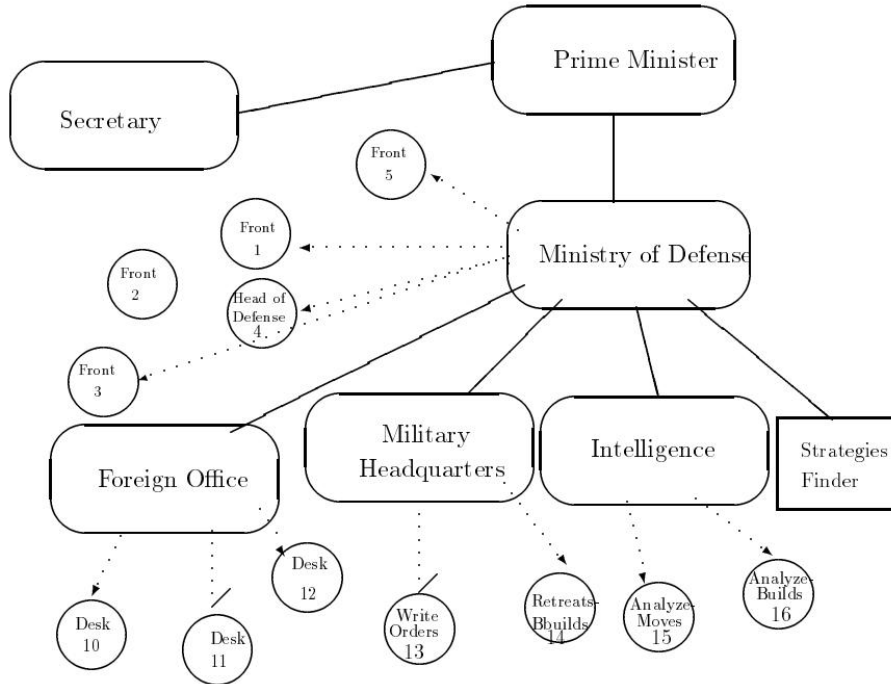 Prime Minister
Secretary
Front
5
Front
1
Ministry of Defense
Front
2
Head of
Defense
4
Front
3
Military
Headquarters
Intelligence
Strategies
Finder
Foreign Office
Desk
12
Desk
10
Desk
11
Write
Orders
13
Retreats-
Bbuilds
14
Analyze-
Moves
15
Analyze-
Builds
16